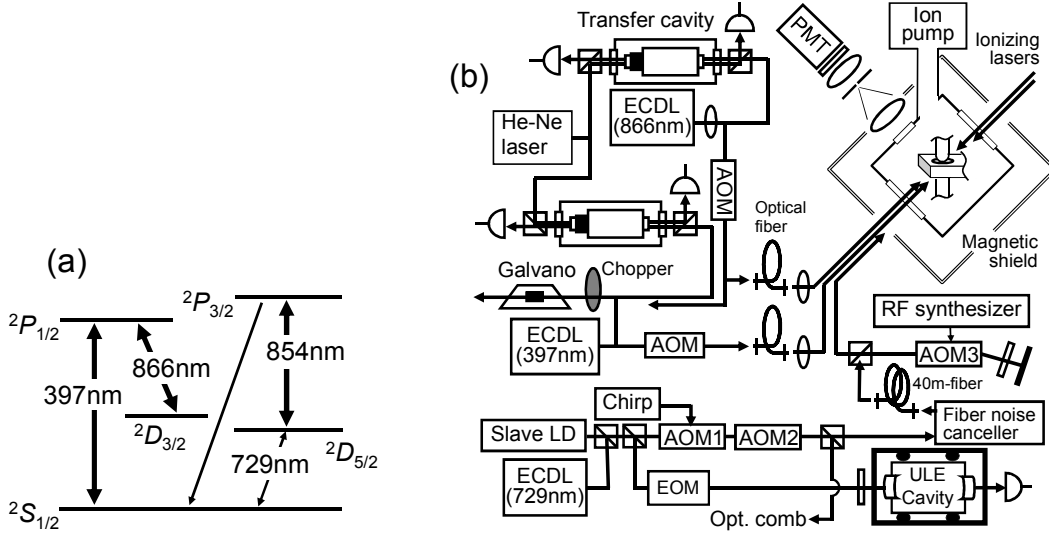 (a)
²P₃/₂
²P₁/₂
854nm
866nm
397nm
²D₃/₂
²D₅/₂
729nm
²S₁/₂
(b)
Transfer cavity
PMT
Ion
pump
Ionizing
lasers
ECDL
(866nm)
He-Ne
laser
AOM
Optical
fiber
Magnetic
shield
Galvano
Chopper
ECDL
(397nm)
AOM
RF synthesizer
AOM3
40m-fiber
Fiber noise
canceller
Chirp
Slave LD
AOM1
AOM2
ECDL
(729nm)
EOM
ULE
Cavity
Opt. comb